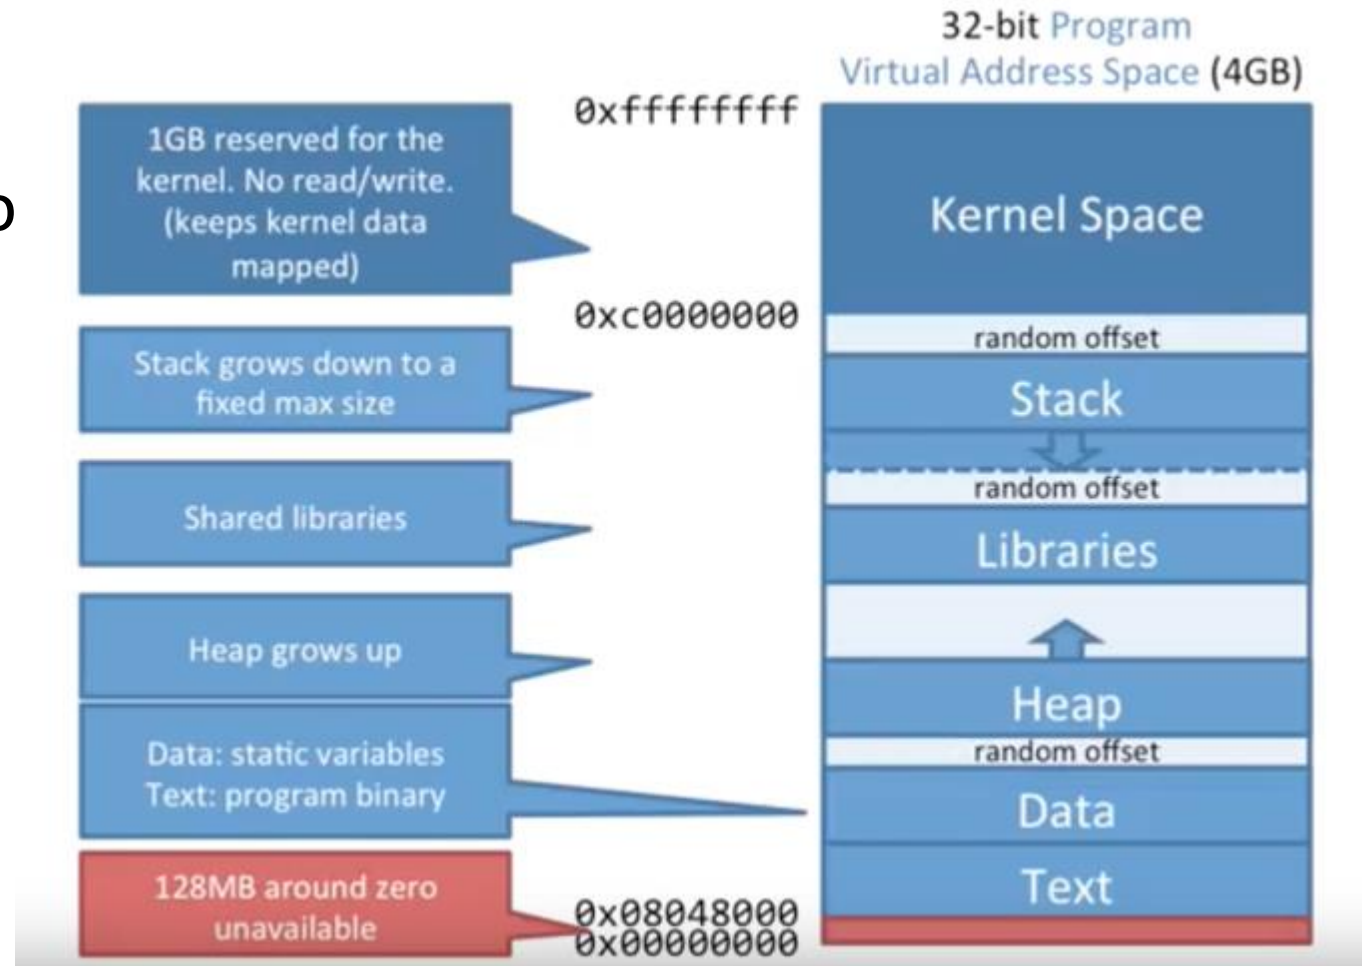 32-bit Program
Virtual Address Space (4GB)
1GB reserved for the
kernel. No read/write.
(keeps kernel data
mapped)
0xffffffff
Kernel Space
0xc0000000
random offset
Stack grows down to a
fixed max size
Stack
random offset
Shared libraries
Libraries
Heap grows up
Heap
random offset
Data: static variables
Text: program binary
Data
Text
128MB around zero
unavailable
0x08048000
0x00000000